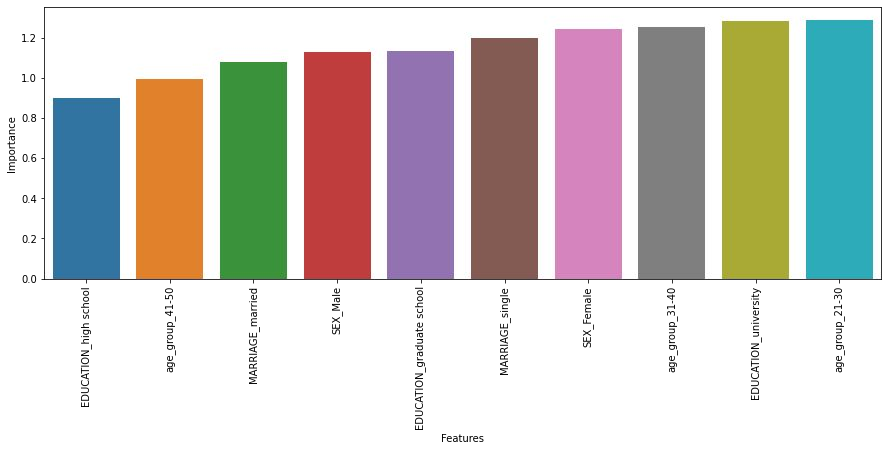 Importance
1.2
1.0
0.8
0.6
0.4
0.2
0.0
EDUCATION_high school
age_group_41-50
MARRIAGE_married
SEX_Male
EDUCATION_graduate school
MARRIAGE_single
SEX_Female
age_group_31-40
EDUCATION_university
age_group_21-30
Features